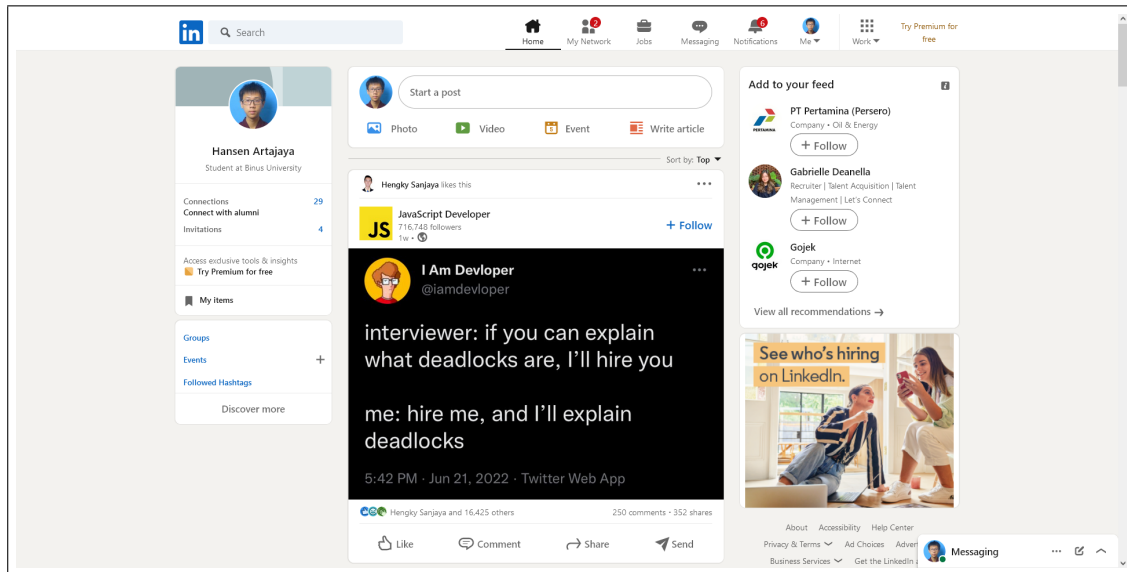 in
Search
2
6
Home
My Network
Jobs
Messaging
Notifications
Me
Work
Try Premium for
free
Hansen Artajaya
Student at Binus University
Connections 29
Connect with alumni
Invitations 4
Access exclusive tools & insights
Try Premium for free
My items
Groups
Events +
Followed Hashtags
Discover more
Start a post
Photo
Video
Event
Write article
Sort by: Top
Hengky Sanjaya likes this
JS
JavaScript Developer
716,748 followers
1w •
+ Follow
I Am Devloper
@iamdevloper
interviewer: if you can explain
what deadlocks are, I'll hire you
me: hire me, and I'll explain
deadlocks
5:42 PM · Jun 21, 2022 · Twitter Web App
Hengky Sanjaya and 16,425 others
250 comments • 352 shares
Like
Comment
Share
Send
Add to your feed
PERTAMINA
PT Pertamina (Persero)
Company • Oil & Energy
+ Follow
Gabrielle Deanella
Recruiter | Talent Acquisition | Talent
Management | Let's Connect
+ Follow
gojek
Gojek
Company • Internet
+ Follow
View all recommendations →
See who's hiring
on LinkedIn.
About Accessibility Help Center
Privacy & Terms Ad Choices
Business Services Get the LinkedIn
Messaging